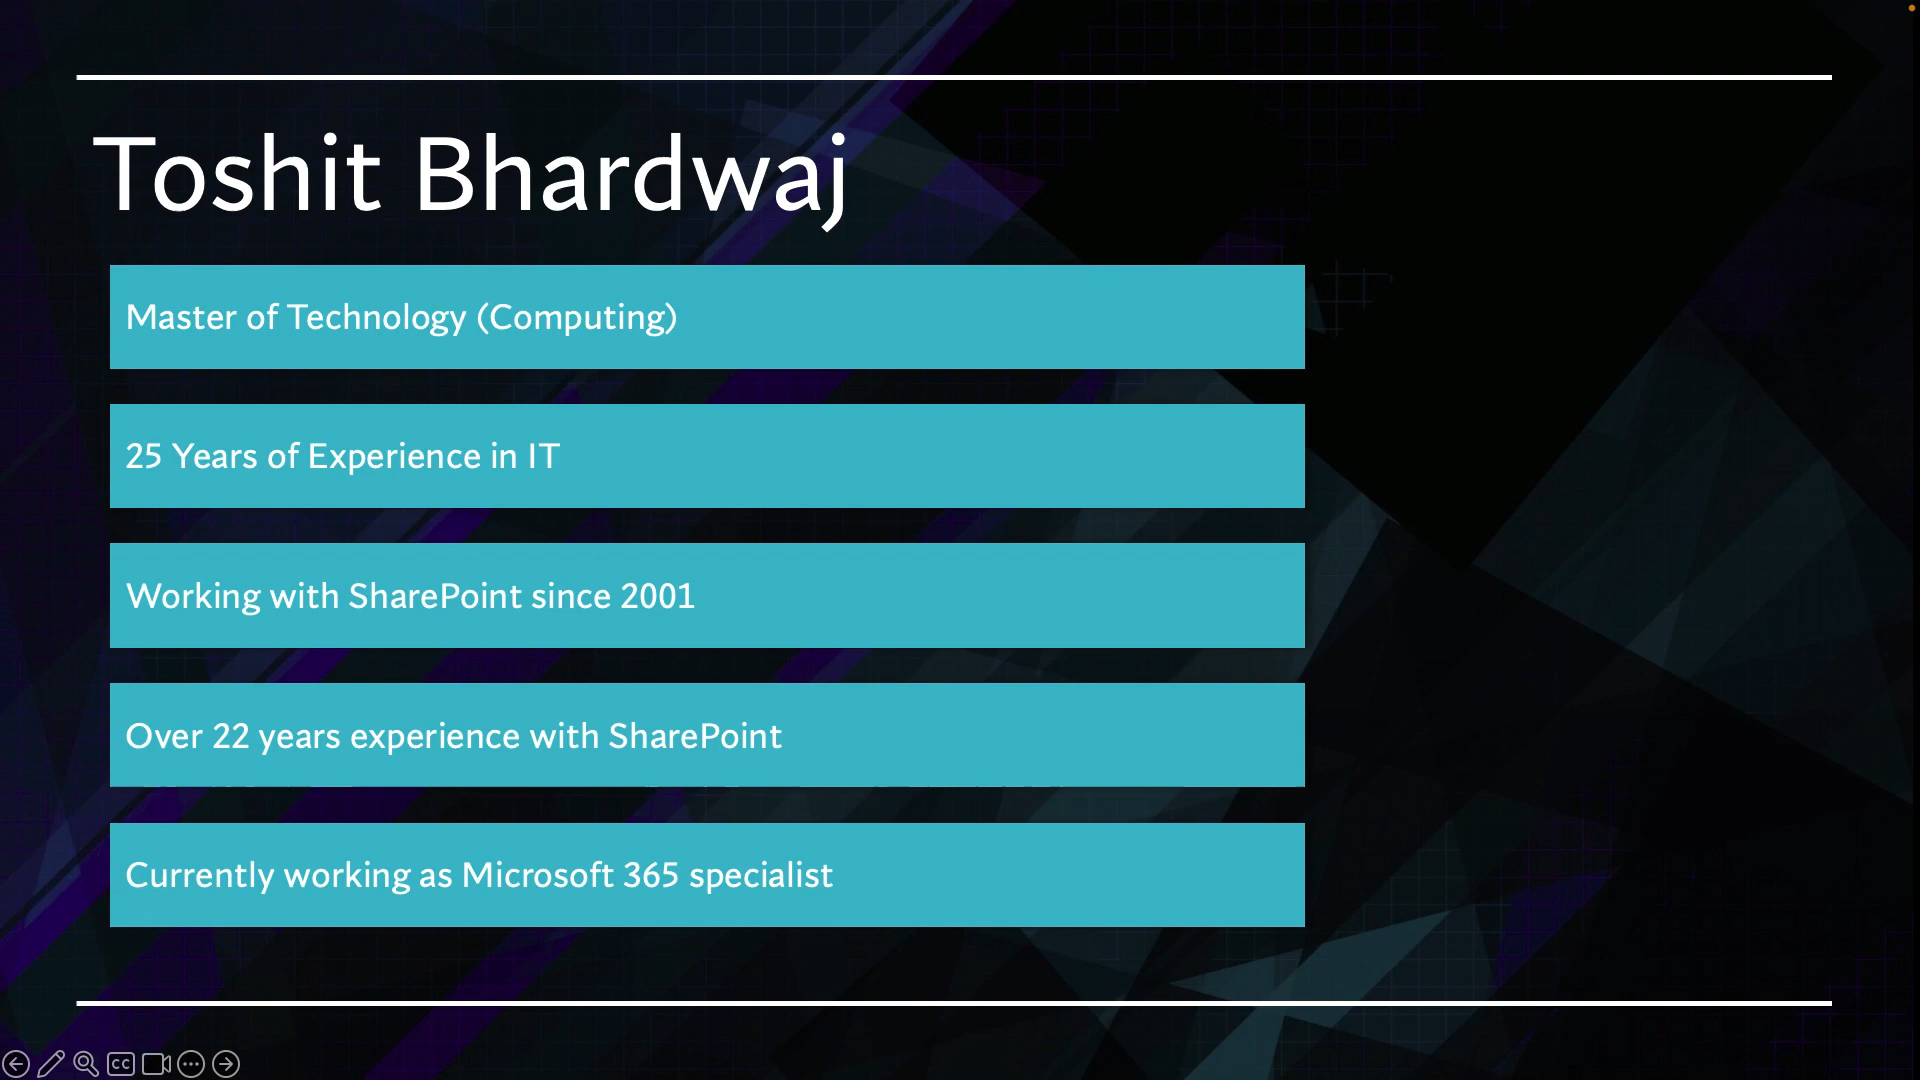 Toshit Bhardwaj
Master of Technology (Computing)
25 Years of Experience in IT
Working with SharePoint since 2001
Over 22 years experience with SharePoint
Currently working as Microsoft 365 specialist
CC